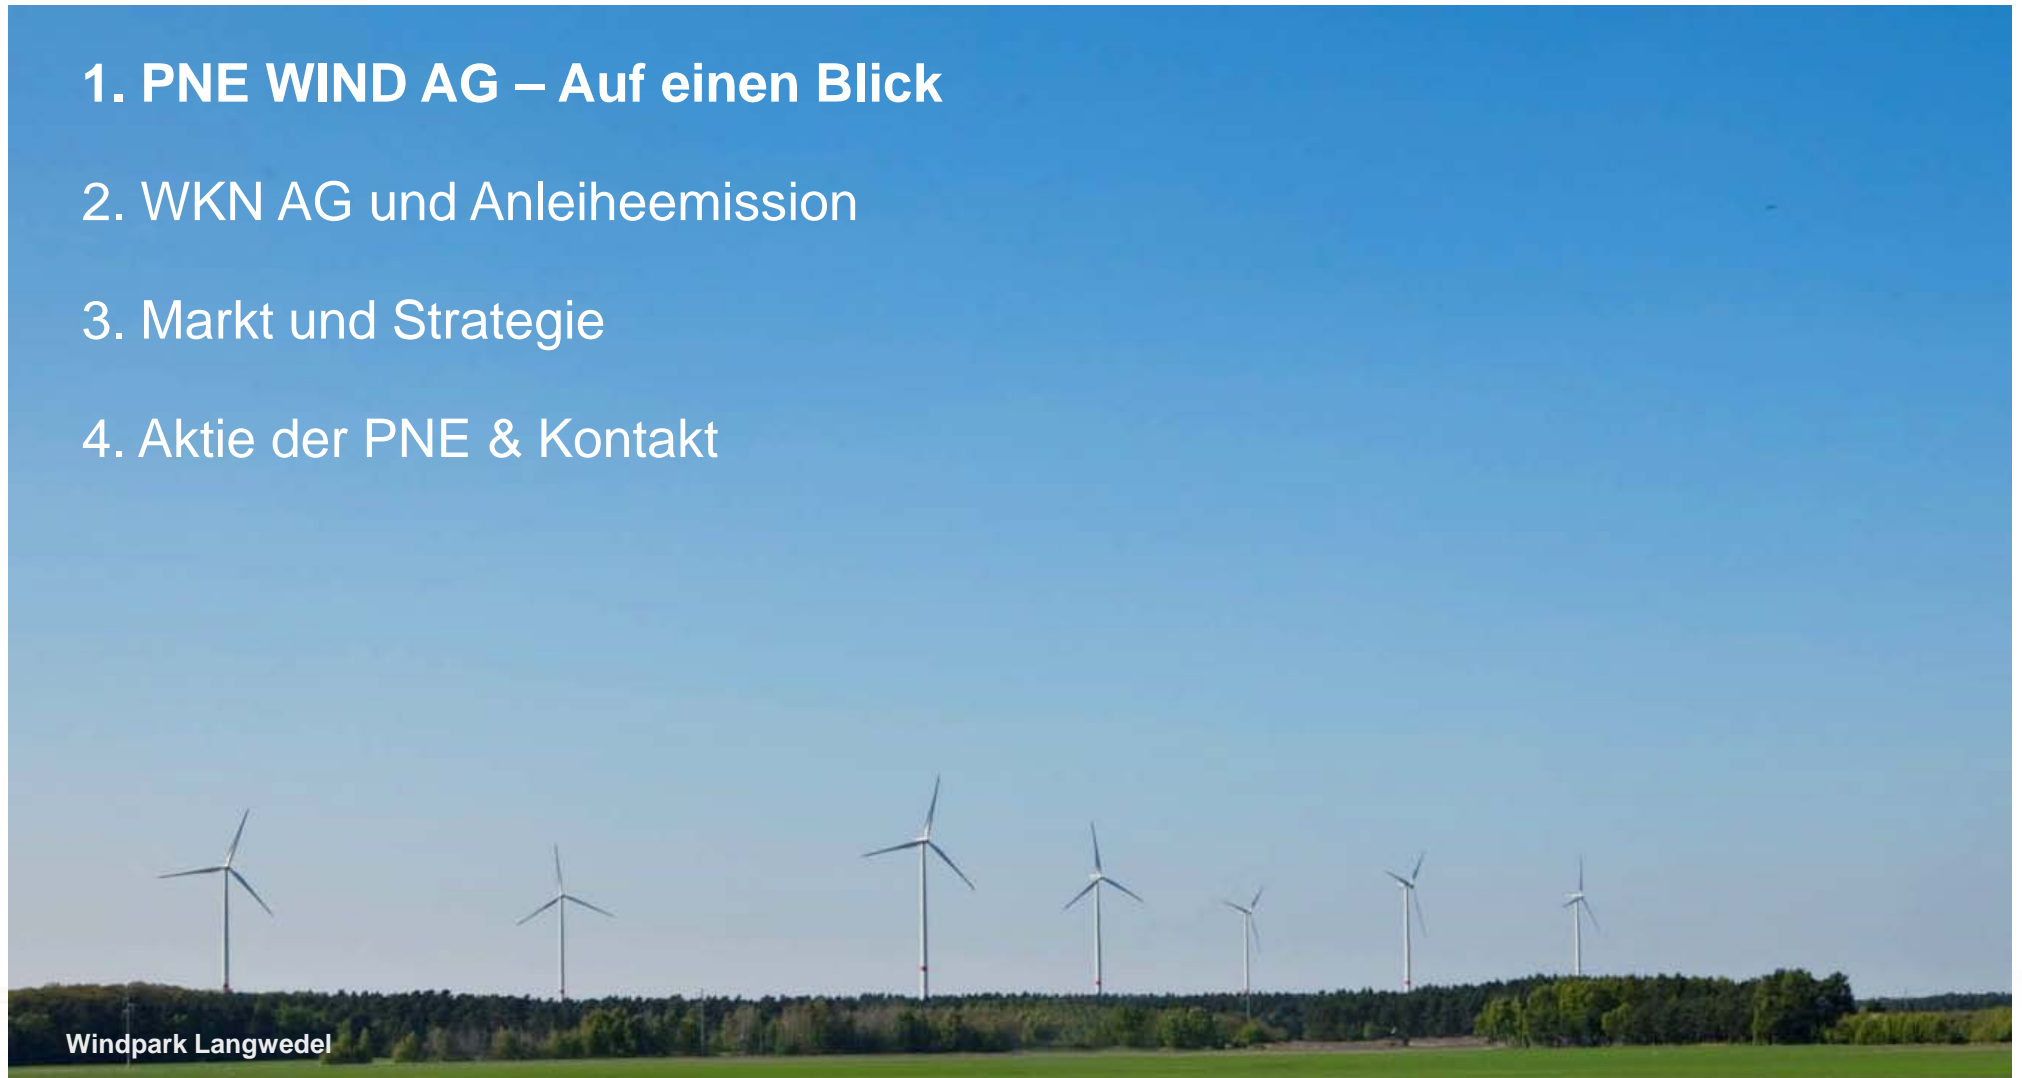 1. PNE WIND AG – Auf einen Blick
2. WKN AG und Anleiheemission
3. Markt und Strategie
4. Aktie der PNE & Kontakt
Windpark Langwedel